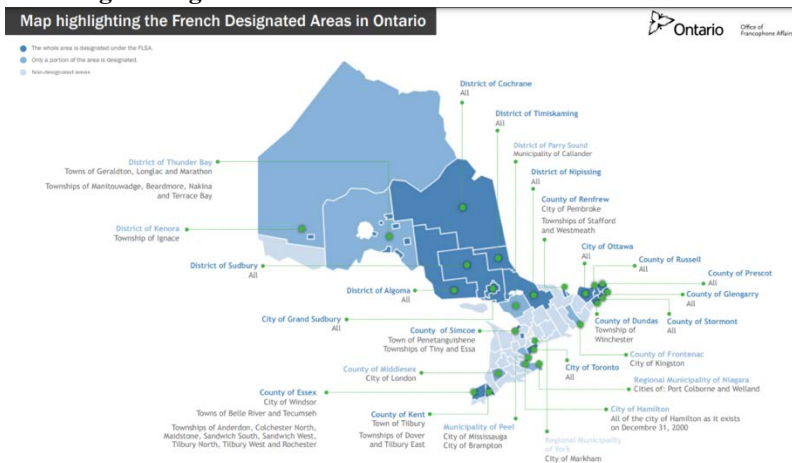 Map highlighting the French Designated Areas in Ontario
Ontario
Office of
Francophone Affairs
The whole area is designated under the FLSA.
Only a portion of the area is designated.
Non-designated areas
District of Cochrane
All
District of Timiskaming
All
District of Parry Sound
Municipality of Callander
District of Thunder Bay
Towns of Geraldton, Longlac and Marathon
Townships of Manitouwadge, Beardmore, Nakina
and Terrace Bay
District of Nipissing
All
County of Renfrew
City of Pembroke
Townships of Stafford
and Westmeath
District of Kenora
Township of Ignace
City of Ottawa
All
County of Russell
All
District of Sudbury
All
County of Prescot
All
District of Algoma
All
County of Glengarry
All
City of Grand Sudbury
All
County of Dundas
Township of
Winchester
County of Stormont
All
County of Simcoe
Town of Penetanguishene
Townships of Tiny and Essa
County of Frontenac
City of Kingston
County of Middlesex
City of London
City of Toronto
All
Regional Municipality of Niagara
Cities of: Port Colborne and Welland
County of Essex
City of Windsor
Towns of Belle River and Tecumseh
Townships of Anderdon, Colchester North,
Maidstone, Sandwich South, Sandwich West,
Tilbury North, Tilbury West and Rochester
County of Kent
Town of Tilbury
Townships of Dover
and Tilbury East
Municipality of Peel
City of Mississauga
City of Brampton
City of Hamilton
All of the city of Hamilton as it exists
on Decembre 31, 2000
Regional Municipality
of York
City of Markham